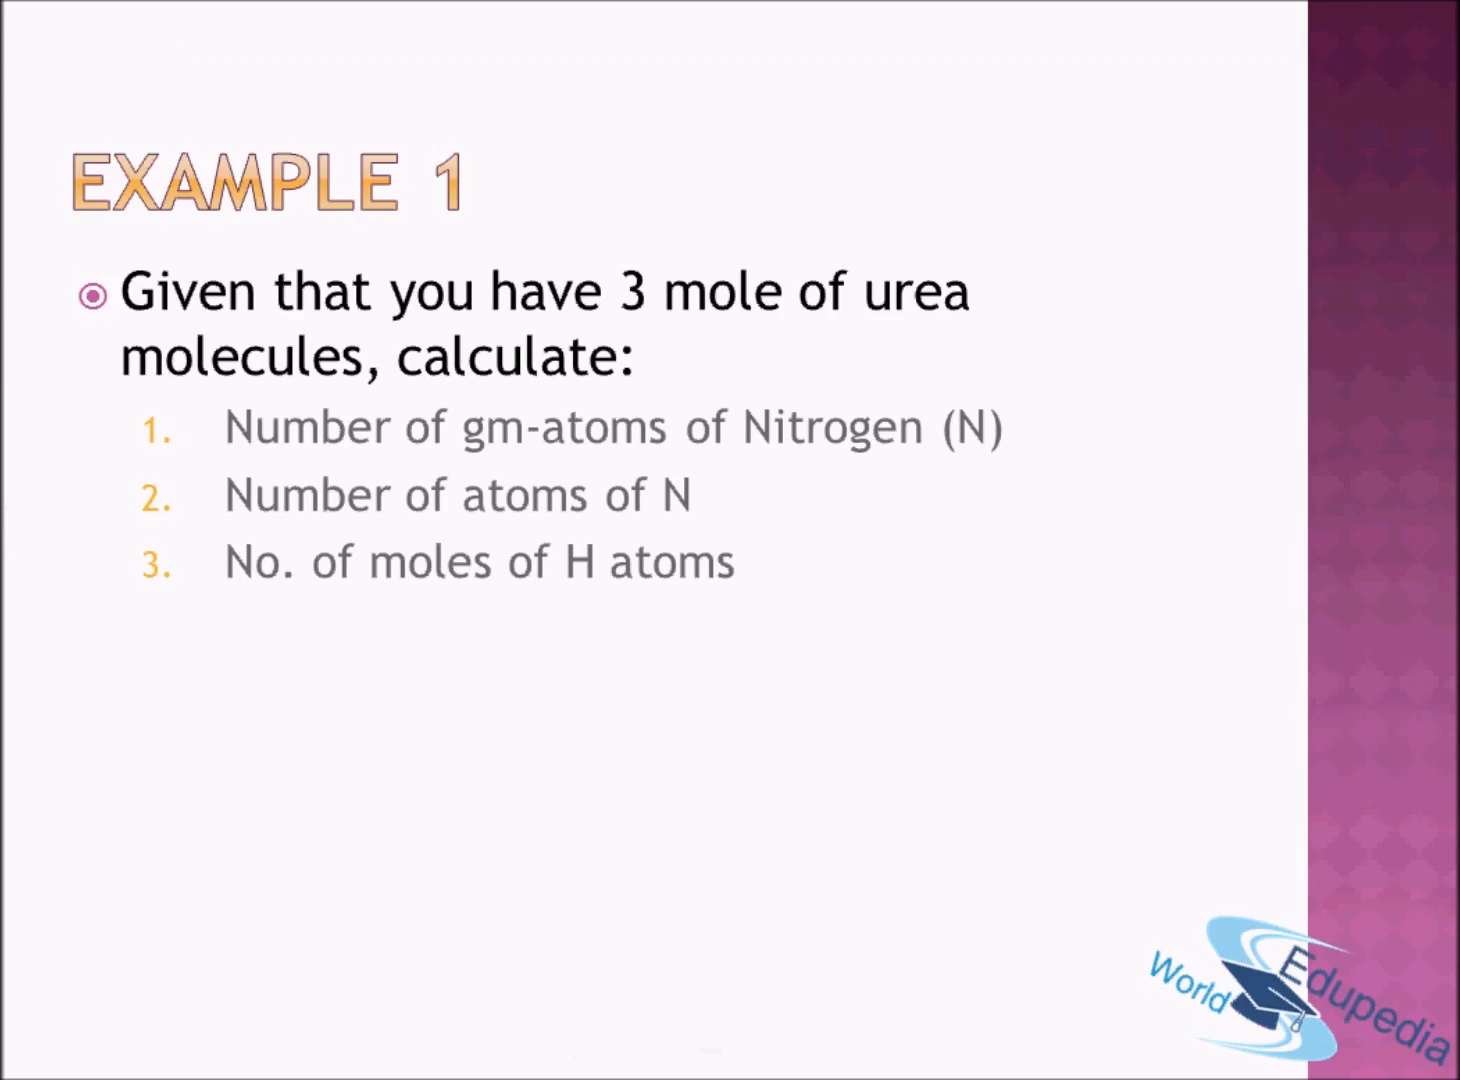 EXAMPLE 1
Given that you have 3 mole of urea
molecules, calculate:
1. Number of gm-atoms of Nitrogen (N)
2. Number of atoms of N
3. No. of moles of H atoms
World Edupedia